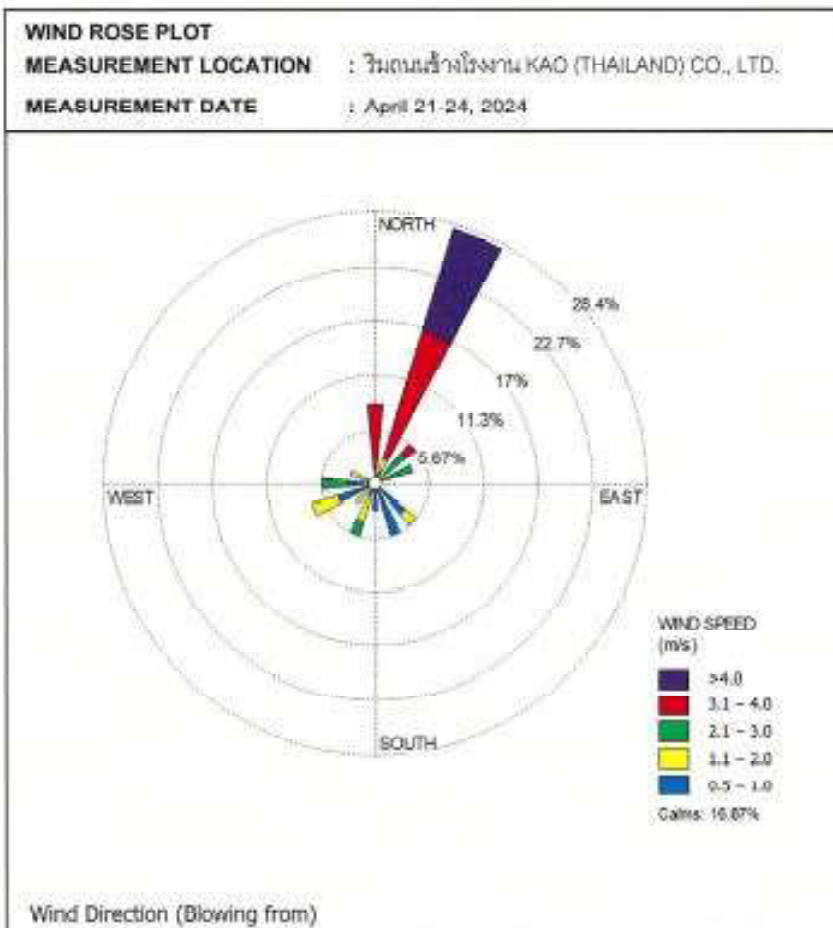 WIND ROSE PLOT
MEASUREMENT LOCATION : ริมถนนข้างโรงงาน KAO (THAILAND) CO., LTD.
MEASUREMENT DATE : April 21-24, 2024
NORTH
28.4%
22.7%
17%
11.3%
5.67%
WEST
EAST
SOUTH
WIND SPEED
(m/s)
>4.0
3.1 - 4.0
2.1 - 3.0
1.1 - 2.0
0.5 - 1.0
Calms: 16.67%
Wind Direction (Blowing from)